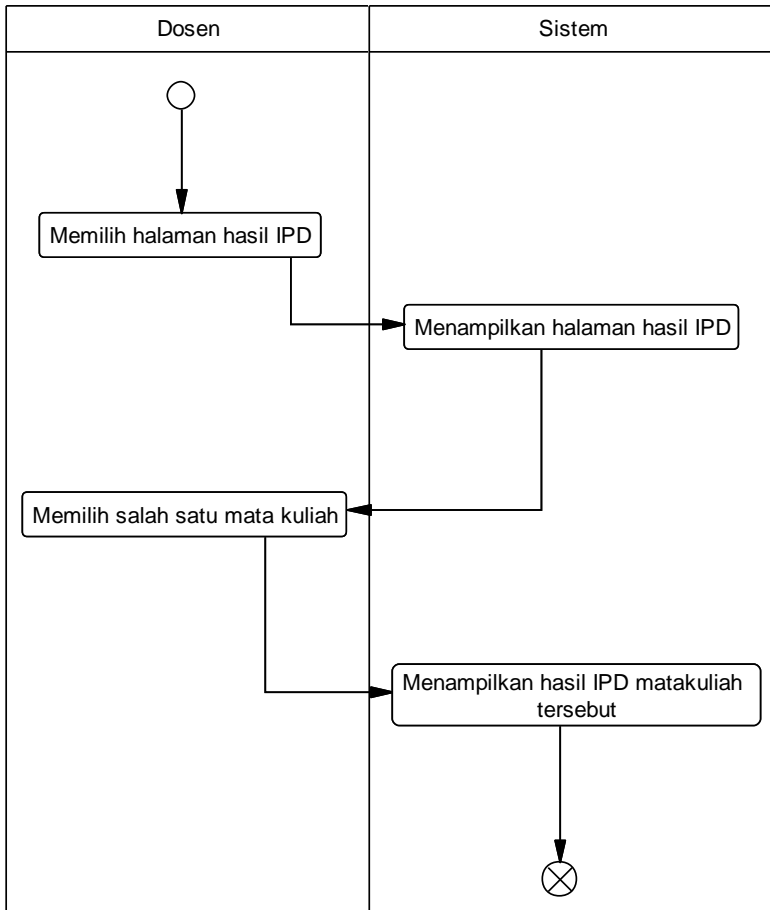 Dosen
Sistem
Memilih halaman hasil IPD
Menampilkan halaman hasil IPD
Memilih salah satu mata kuliah
Menampilkan hasil IPD matakuliah
tersebut